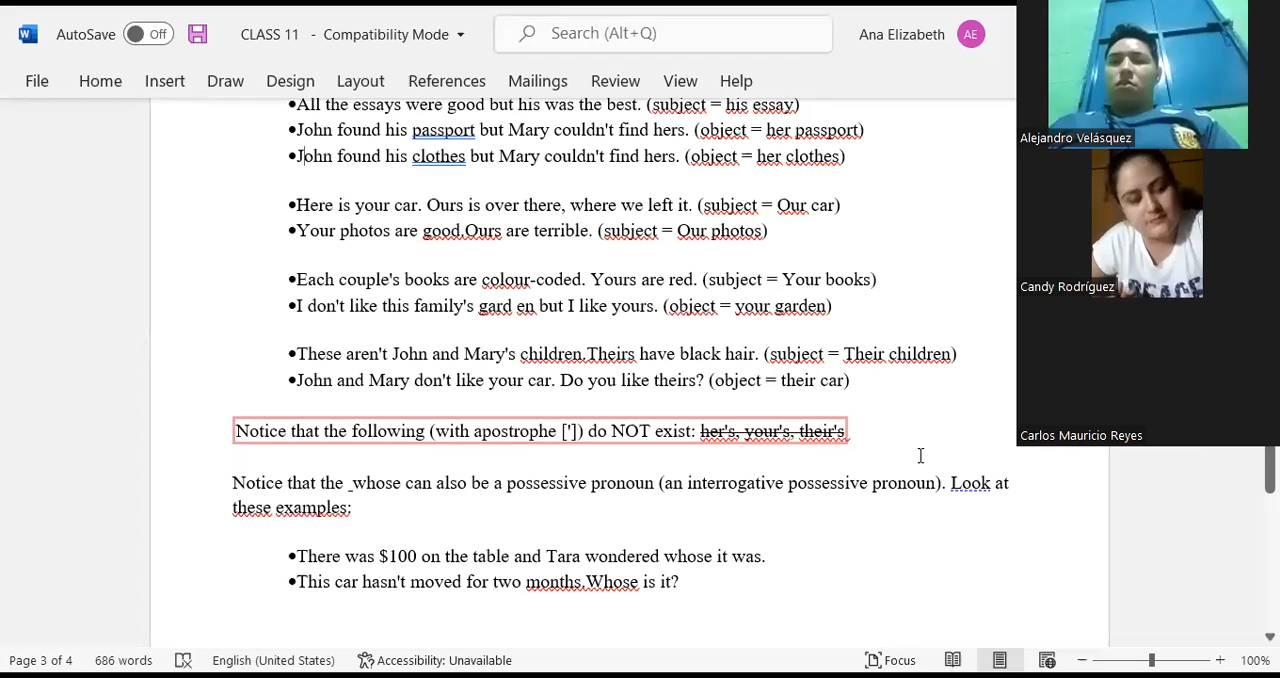 AutoSave Off CLASS 11 - Compatibility Mode Search (Alt+Q) Ana Elizabeth AE
File Home Insert Draw Design Layout References Mailings Review View Help
•All the essays were good but his was the best. (subject = his essay)
•John found his passport but Mary couldn't find hers. (object = her passport)
•John found his clothes but Mary couldn't find hers. (object = her clothes)
•Here is your car. Ours is over there, where we left it. (subject = Our car)
•Your photos are good.Ours are terrible. (subject = Our photos)
•Each couple's books are colour-coded. Yours are red. (subject = Your books)
•I don't like this family's gard en but I like yours. (object = your garden)
•These aren't John and Mary's children.Theirs have black hair. (subject = Their children)
•John and Mary don't like your car. Do you like theirs? (object = their car)
Notice that the following (with apostrophe [']) do NOT exist: her's, your's, their's
Notice that the whose can also be a possessive pronoun (an interrogative possessive pronoun). Look at
these examples:
•There was $100 on the table and Tara wondered whose it was.
•This car hasn't moved for two months.Whose is it?
Alejandro Velásquez
Candy Rodríguez
Carlos Mauricio Reyes
Page 3 of 4 686 words English (United States) Accessibility: Unavailable Focus 100%